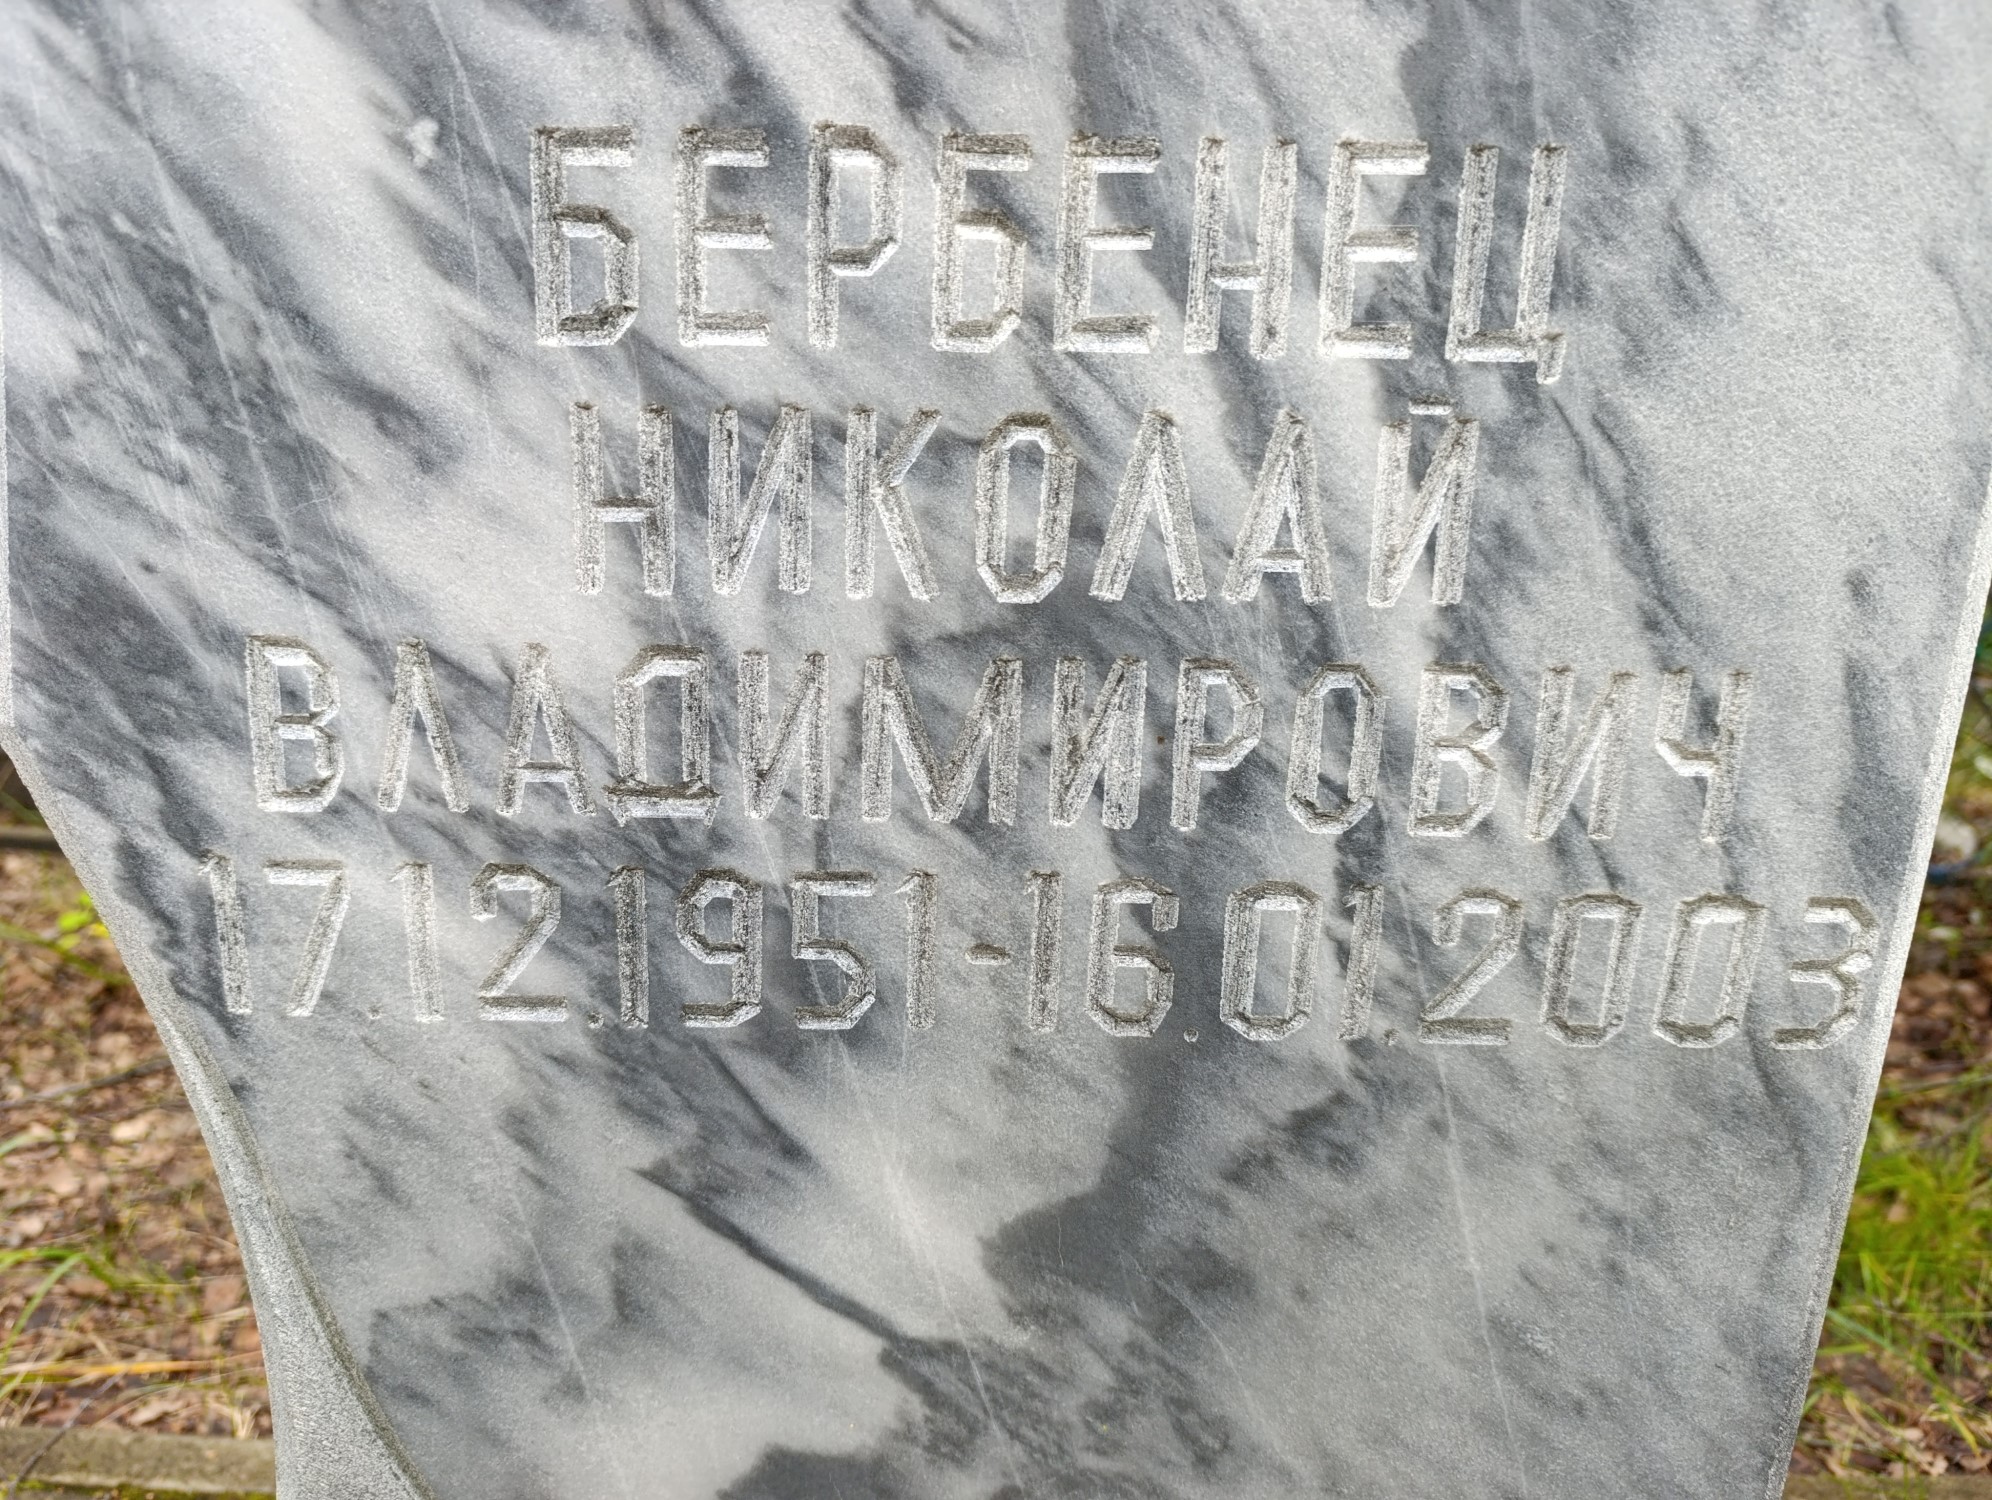 БЕРБЕНЕЦ
НИКОЛАЙ
ВЛАДИМИРОВИЧ
17.12.1951-16.01.2003